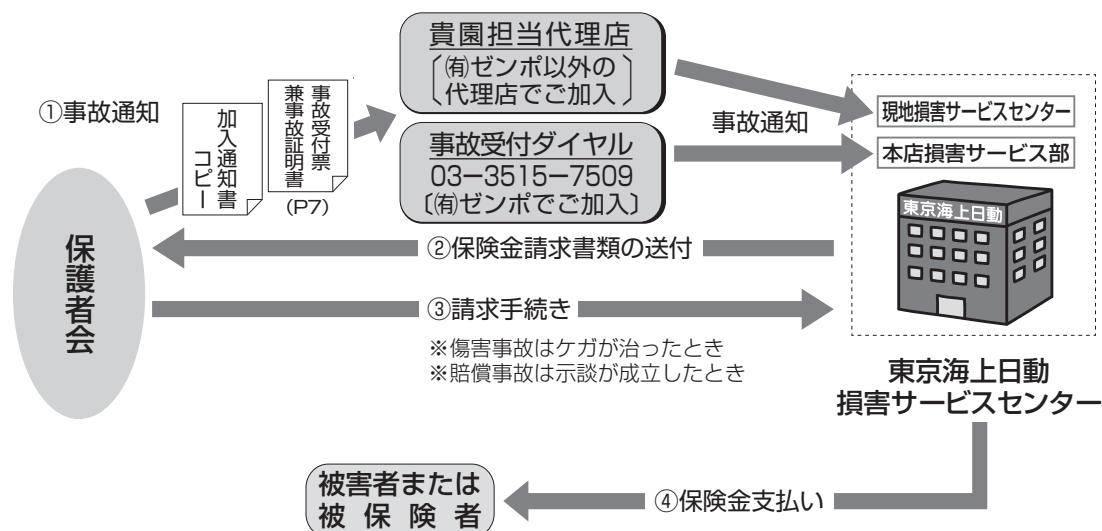 ①事故通知
加入通知書
コピー
事故受付票
兼事故証明書
(P7)
貴園担当代理店
〔㈲ゼンポ以外の
代理店でご加入〕
事故受付ダイヤル
03−3515−7509
〔㈲ゼンポでご加入〕
事故通知
現地損害サービスセンター
本店損害サービス部
東京海上日動
保護者会
②保険金請求書類の送付
③請求手続き
※傷害事故はケガが治ったとき
※賠償事故は示談が成立したとき
東京海上日動
損害サービスセンター
被害者または
被保険者
④保険金支払い